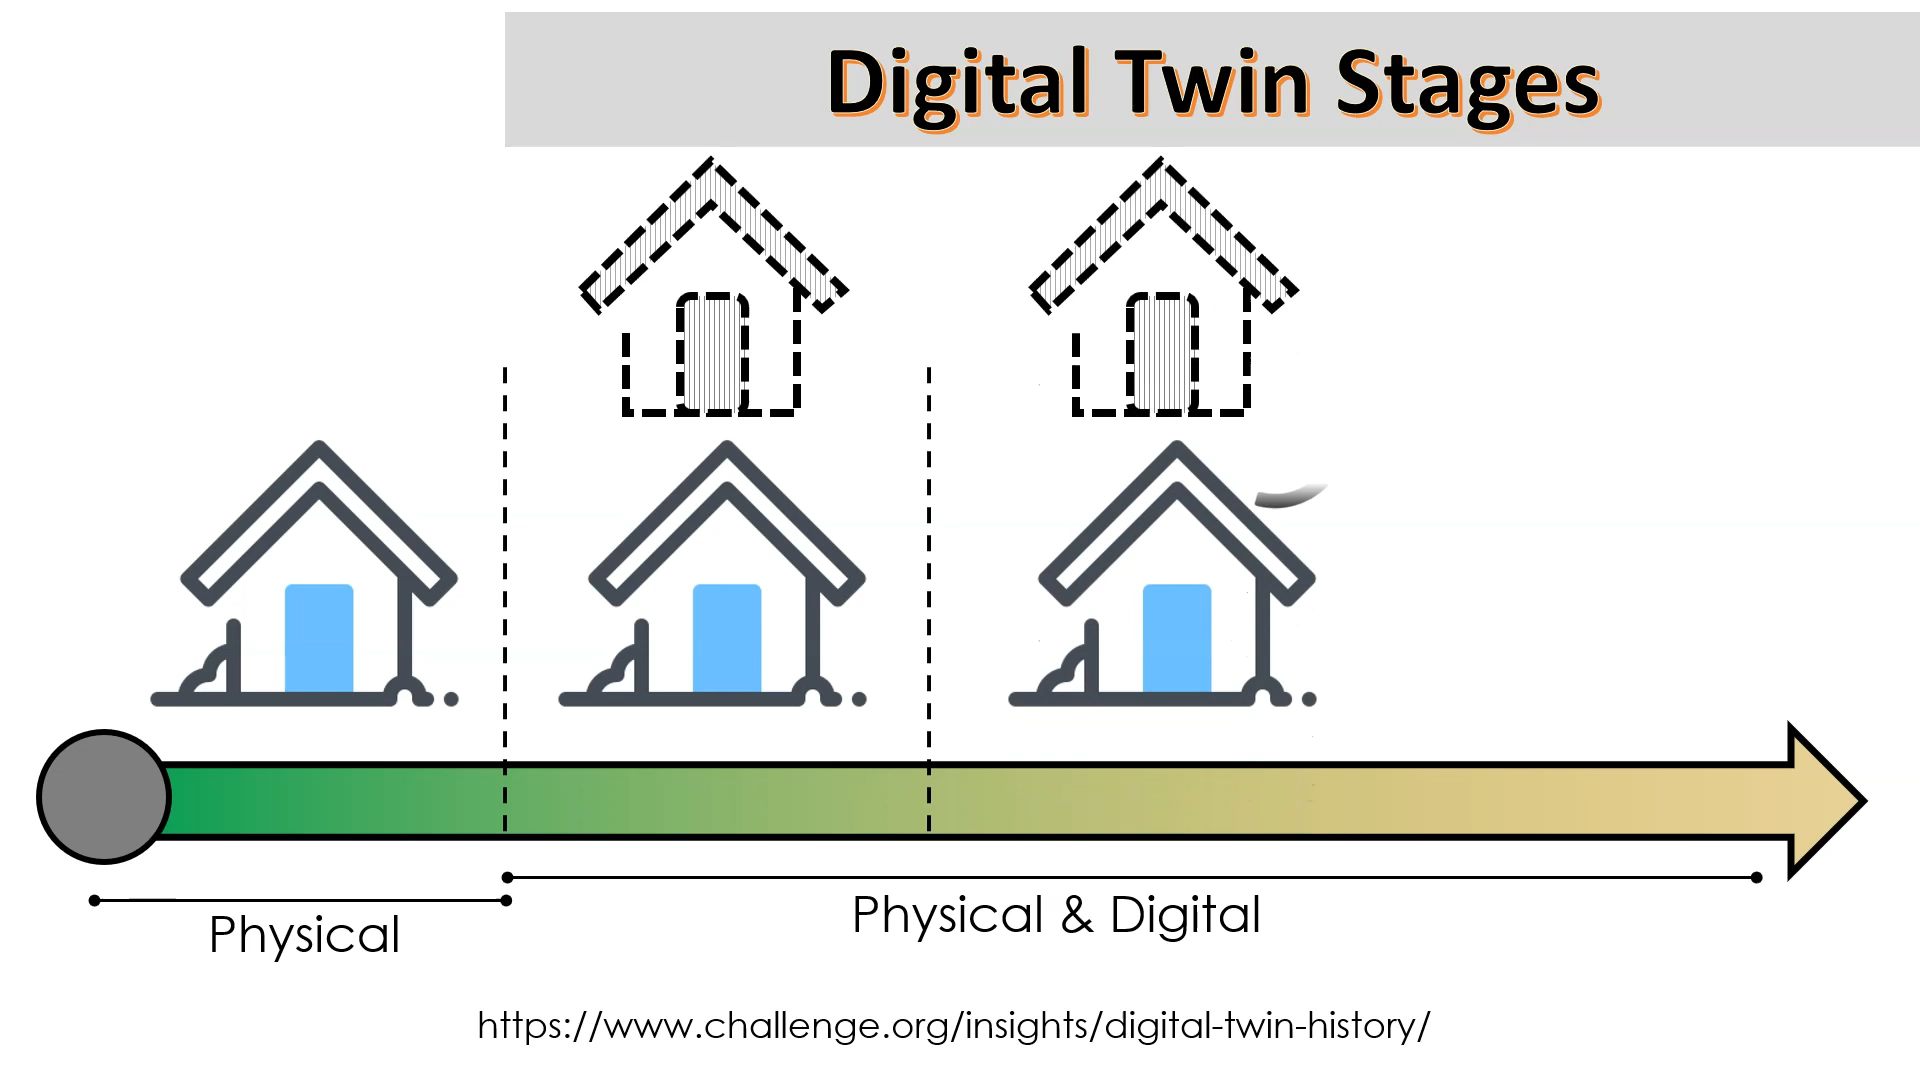 Digital Twin Stages
Physical
Physical & Digital
https://www.challenge.org/insights/digital-twin-history/